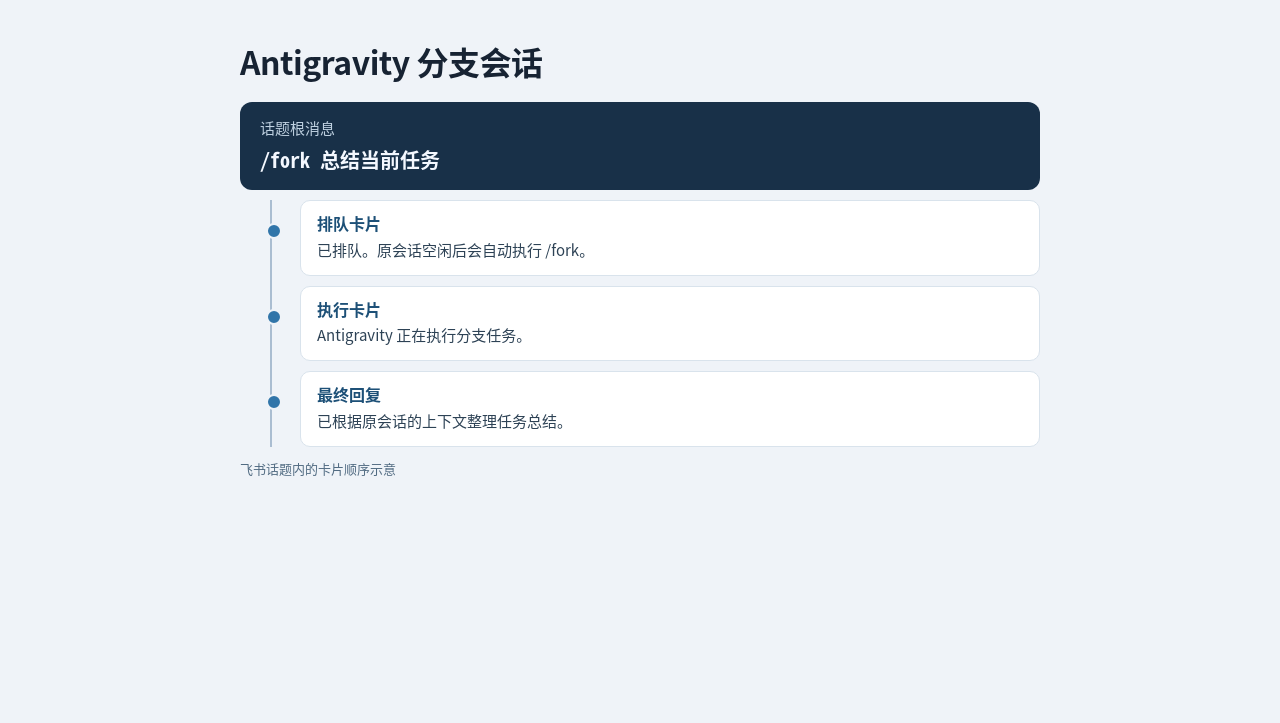 Antigravity 分支会话
话题根消息
/fork 总结当前任务
排队卡片
已排队。原会话空闲后会自动执行 /fork。
执行卡片
Antigravity 正在执行分支任务。
最终回复
已根据原会话的上下文整理任务总结。
飞书话题内的卡片顺序示意